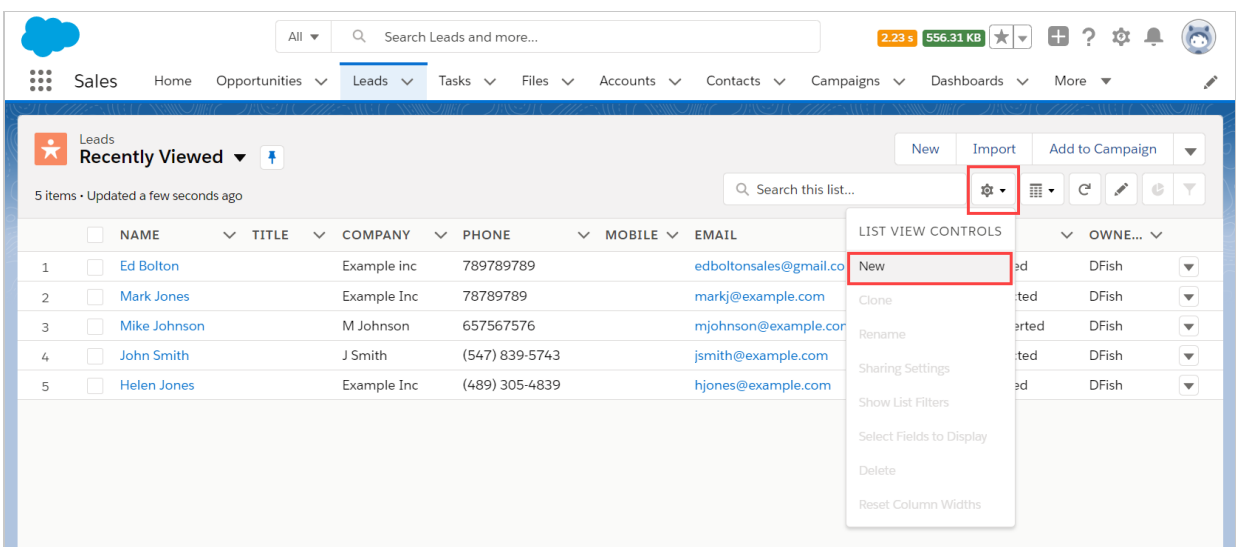 All Search Leads and more... 2.23 s 556.31 KB
Sales Home Opportunities Leads Tasks Files Accounts Contacts Campaigns Dashboards More
Leads
Recently Viewed New Import Add to Campaign
5 items • Updated a few seconds ago Search this list...
NAME TITLE COMPANY PHONE MOBILE EMAIL LIST VIEW CONTROLS OWNE...
1 Ed Bolton Example inc 789789789 edboltonsales@gmail.co New ed DFish
2 Mark Jones Example Inc 78789789 markj@example.com Clone ted DFish
3 Mike Johnson M Johnson 657567576 mjohnson@example.cor Rename erted DFish
4 John Smith J Smith (547) 839-5743 jsmith@example.com Sharing Settings ted DFish
5 Helen Jones Example Inc (489) 305-4839 hjones@example.com ed DFish
Show List Filters
Select Fields to Display
Delete
Reset Column Widths